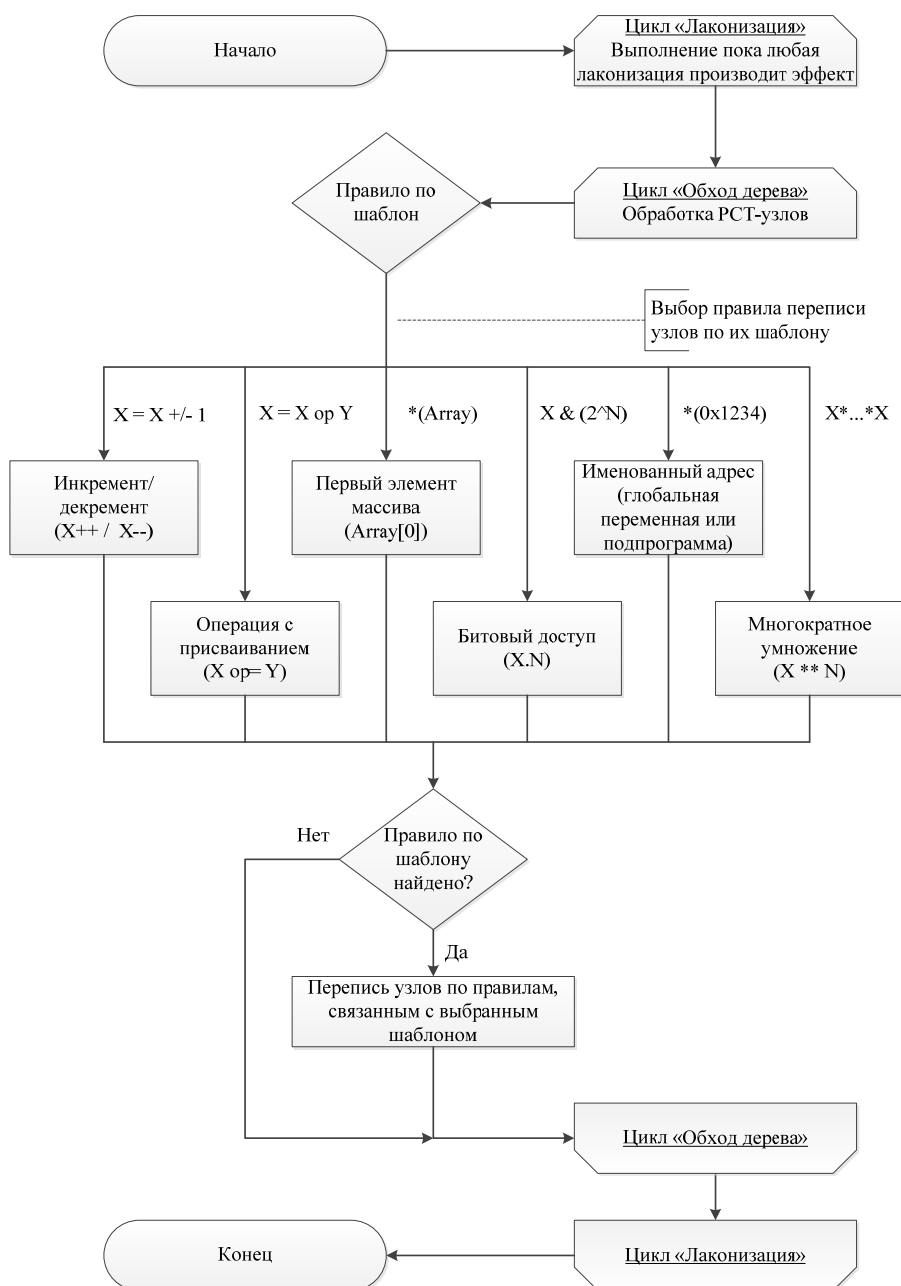 Начало
Цикл «Лаконизация»
Выполнение пока любая
лаконизация производит эффект
Правило по
шаблон
Цикл «Обход дерева»
Обработка РСТ-узлов
Выбор правила переписи
узлов по их шаблону
X = X +/- 1
X = X op Y
*(Array)
X & (2^N)
*(0x1234)
X*...*X
Инкремент/
декремент
(X++ / X--)
Первый элемент
массива
(Array[0])
Именованный адрес
(глобальная
переменная или
подпрограмма)
Операция с
присваиванием
(X op= Y)
Битовый доступ
(X.N)
Многократное
умножение
(X ** N)
Нет
Правило по
шаблону
найдено?
Да
Перепись узлов по правилам,
связанным с выбранным
шаблоном
Цикл «Обход дерева»
Конец
Цикл «Лаконизация»